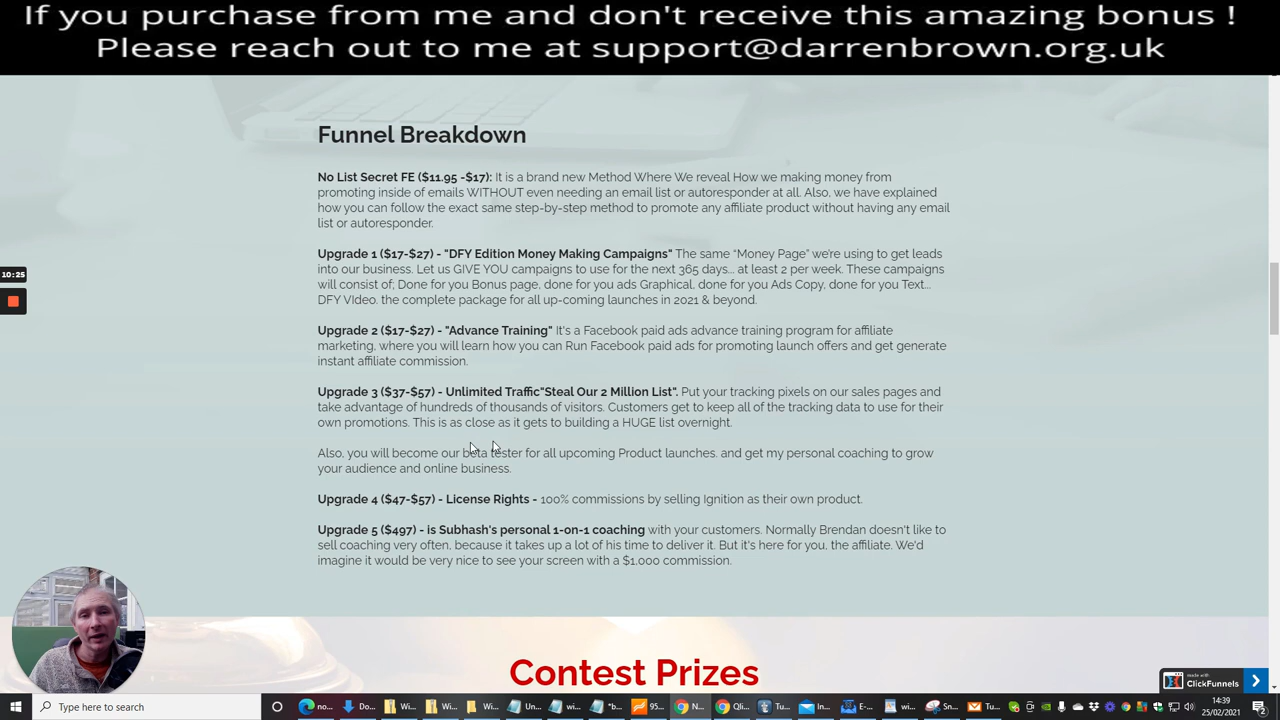 If you purchase from me and don't receive this amazing bonus !
Please reach out to me at support@darrenbrown.org.uk
Funnel Breakdown
No List Secret FE ($11.95 -$17): It is a brand new Method Where We reveal How we making money from
promoting inside of emails WITHOUT even needing an email list or autoresponder at all. Also, we have explained
how you can follow the exact same step-by-step method to promote any affiliate product without having any email
list or autoresponder.
Upgrade 1 ($17-$27) - "DFY Edition Money Making Campaigns" The same “Money Page” we’re using to get leads
into our business. Let us GIVE YOU campaigns to use for the next 365 days... at least 2 per week. These campaigns
will consist of; Done for you Bonus page, done for you ads Graphical, done for you Ads Copy, done for you Text...
DFY VIdeo. the complete package for all up-coming launches in 2021 & beyond.
Upgrade 2 ($17-$27) - "Advance Training" It's a Facebook paid ads advance training program for affiliate
marketing, where you will learn how you can Run Facebook paid ads for promoting launch offers and get generate
instant affiliate commission.
Upgrade 3 ($37-$57) - Unlimited Traffic"Steal Our 2 Million List". Put your tracking pixels on our sales pages and
take advantage of hundreds of thousands of visitors. Customers get to keep all of the tracking data to use for their
own promotions. This is as close as it gets to building a HUGE list overnight.
Also, you will become our beta tester for all upcoming Product launches. and get my personal coaching to grow
your audience and online business.
Upgrade 4 ($47-$57) - License Rights - 100% commissions by selling Ignition as their own product.
Upgrade 5 ($497) - is Subhash's personal 1-on-1 coaching with your customers. Normally Brendan doesn't like to
sell coaching very often, because it takes up a lot of his time to deliver it. But it's here for you, the affiliate. We'd
imagine it would be very nice to see your screen with a $1,000 commission.
10:25
Contest Prizes
made with
ClickFunnels
Type here to search
no...
Do...
Wi...
Wi...
Wi...
Un...
wi...
*b...
95...
N...
Qli...
Tu...
In...
E-...
wi...
Sn...
Tu...
14:39
25/02/2021
2